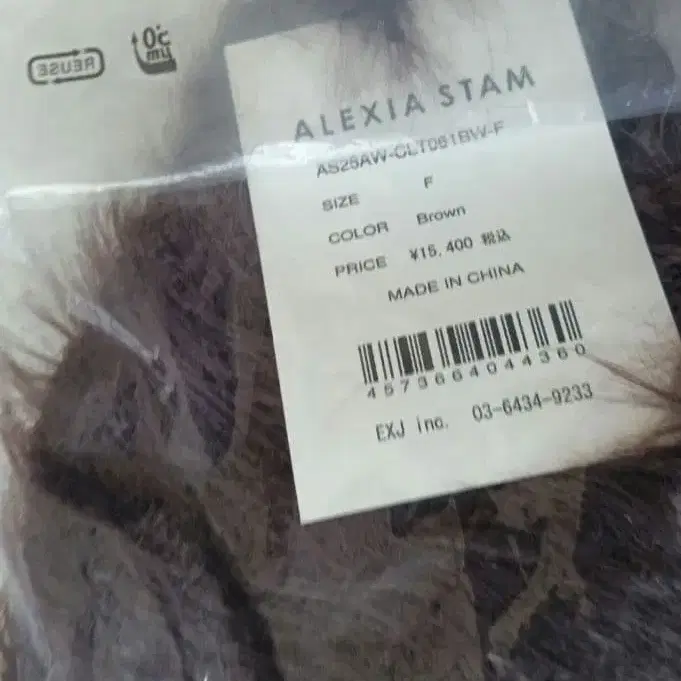 REUSE
ALEXIA STAM
AS25AW-CLT061BW-F
SIZE F
COLOR Brown
PRICE ¥15,400 税込
MADE IN CHINA
4573664044360
EXJ inc. 03-6434-9233